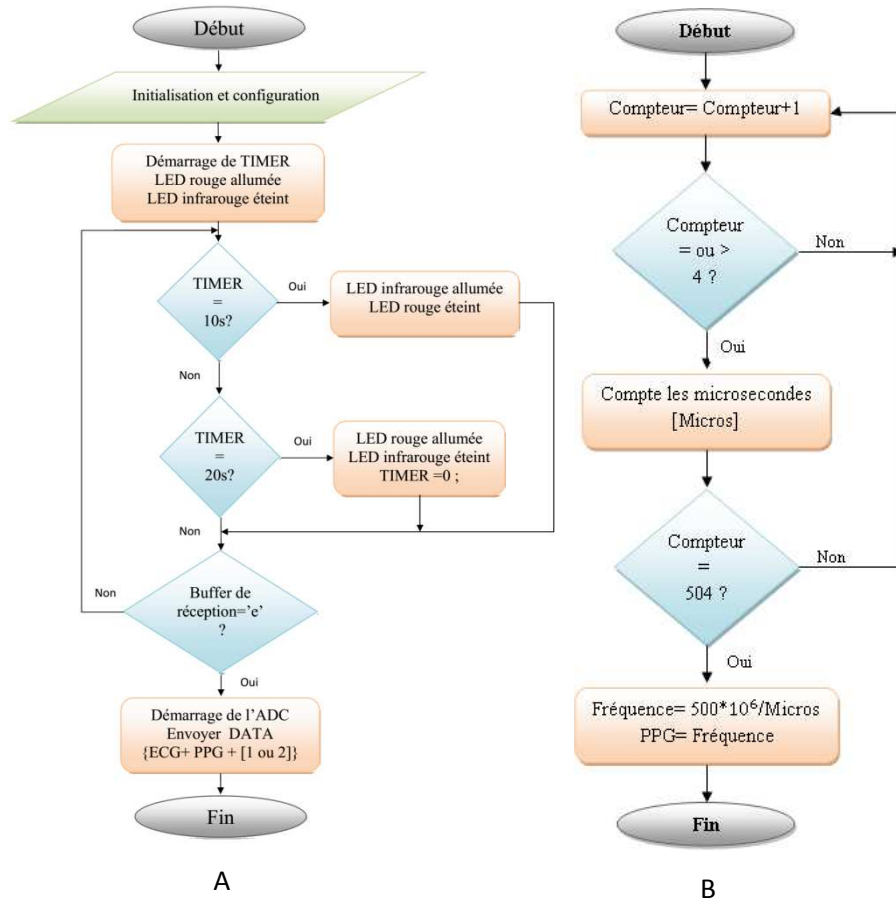 Début
Initialisation et configuration
Démarrage de TIMER
LED rouge allumée
LED infrarouge éteint
TIMER
=
10s?
Oui
LED infrarouge allumée
LED rouge éteint
Non
TIMER
=
20s?
Oui
LED rouge allumée
LED infrarouge éteint
TIMER =0 ;
Non
Buffer de
réception='e'
?
Non
Oui
Démarrage de l'ADC
Envoyer DATA
{ECG+ PPG + [1 ou 2]}
Fin
A
Début
Compteur= Compteur+1
Compteur
= ou >
4 ?
Non
Oui
Compte les microsecondes
[Micros]
Compteur
=
504 ?
Non
Oui
Fréquence= 500*10⁶/Micros
PPG= Fréquence
Fin
B